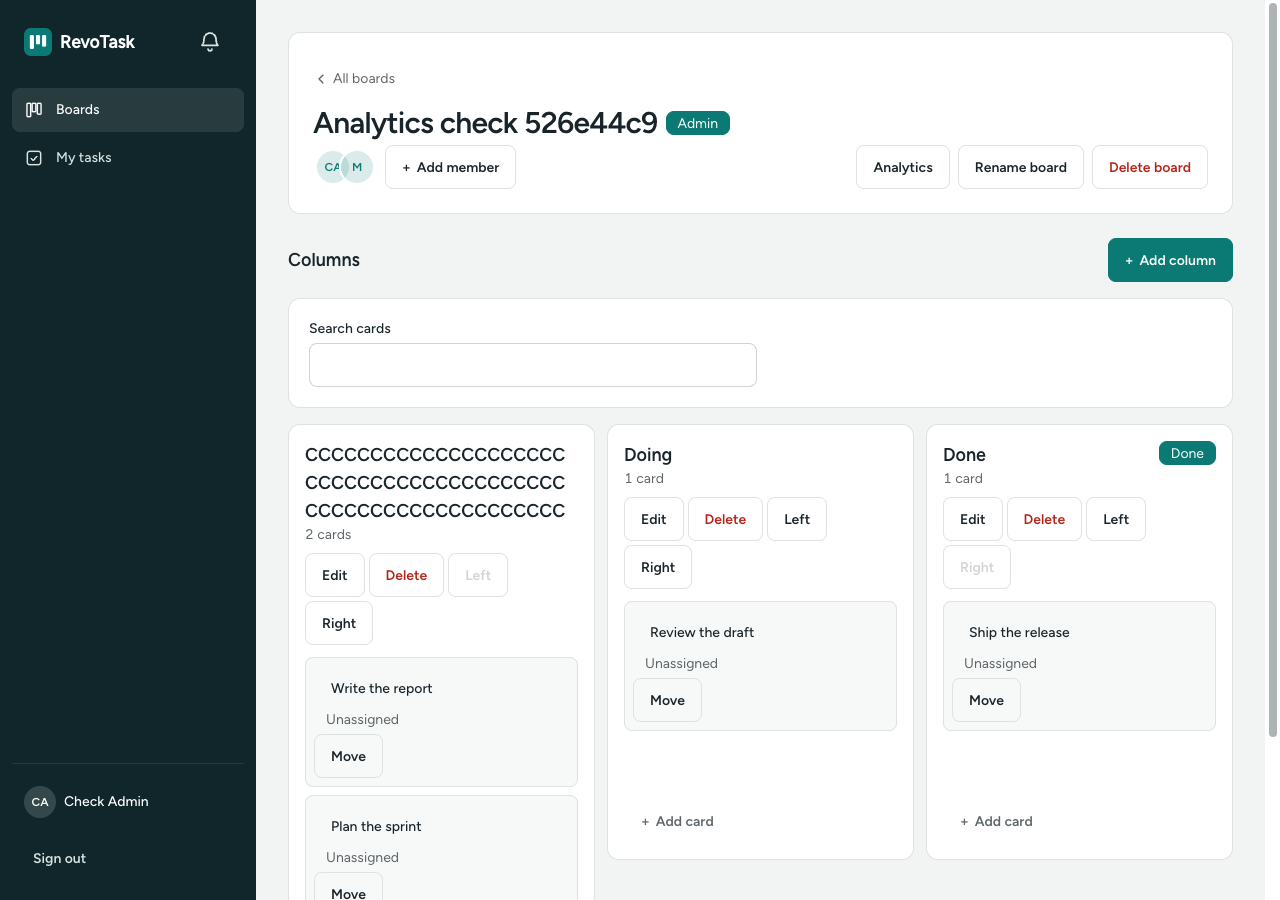 RevoTask
Boards
My tasks
CA Check Admin
Sign out
All boards
Analytics check 526e44c9 Admin
CA M + Add member Analytics Rename board Delete board
Columns + Add column
Search cards
CCCCCCCCCCCCCCCCCCCC
CCCCCCCCCCCCCCCCCCCC
CCCCCCCCCCCCCCCCCCCC
2 cards
Edit Delete Left
Right
Write the report
Unassigned
Move
Plan the sprint
Unassigned
Move
Doing
1 card
Edit Delete Left
Right
Review the draft
Unassigned
Move
+ Add card
Done Done
1 card
Edit Delete Left
Right
Ship the release
Unassigned
Move
+ Add card